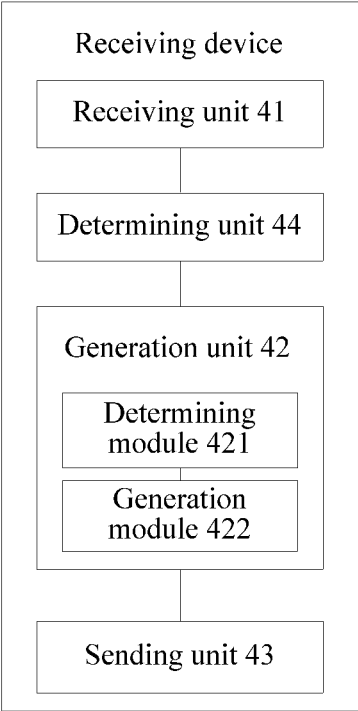 Receiving device
Receiving unit 41
Determining unit 44
Generation unit 42
Determining
module 421
Generation
module 422
Sending unit 43